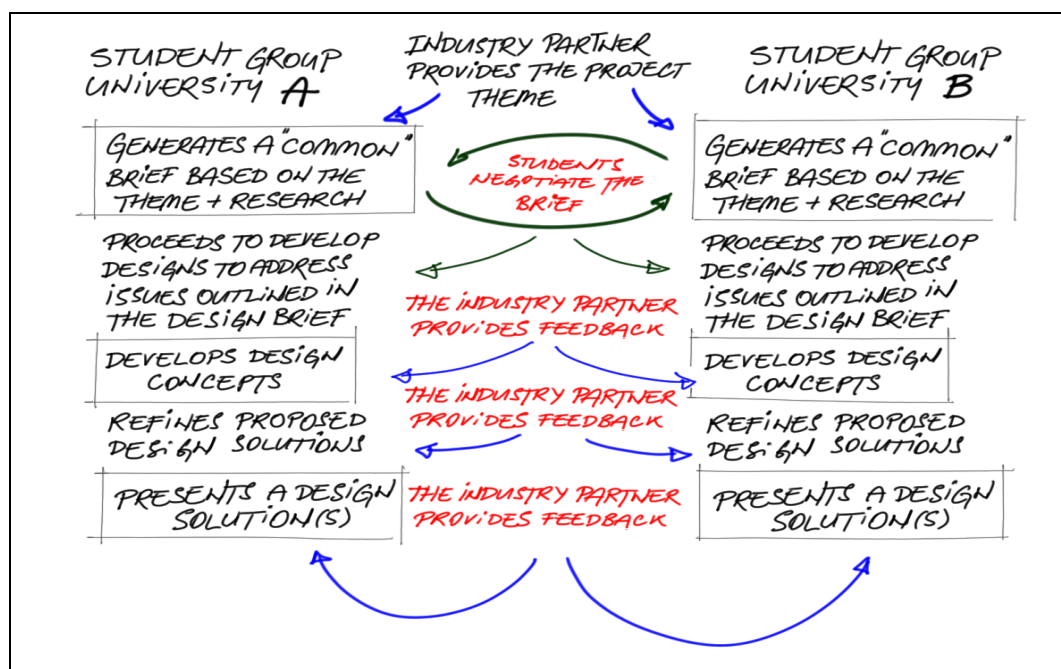 STUDENT GROUP
UNIVERSITY A
INDUSTRY PARTNER
PROVIDES THE PROJECT
THEME
STUDENT GROUP
UNIVERSITY B
GENERATES A "COMMON"
BRIEF BASED ON THE
THEME + RESEARCH
STUDENTS
NEGOTIATE THE
BRIEF
GENERATES A "COMMON"
BRIEF BASED ON THE
THEME + RESEARCH
PROCEEDS TO DEVELOP
DESIGNS TO ADDRESS
ISSUES OUTLINED IN
THE DESIGN BRIEF
THE INDUSTRY PARTNER
PROVIDES FEEDBACK
PROCEEDS TO DEVELOP
DESIGNS TO ADDRESS
ISSUES OUTLINED IN
THE DESIGN BRIEF
DEVELOPS DESIGN
CONCEPTS
THE INDUSTRY PARTNER
PROVIDES FEEDBACK
DEVELOPS DESIGN
CONCEPTS
REFINES PROPOSED
DESIGN SOLUTIONS
REFINES PROPOSED
DESIGN SOLUTIONS
PRESENTS A DESIGN
SOLUTION(S)
THE INDUSTRY PARTNER
PROVIDES FEEDBACK
PRESENTS A DESIGN
SOLUTION(S)